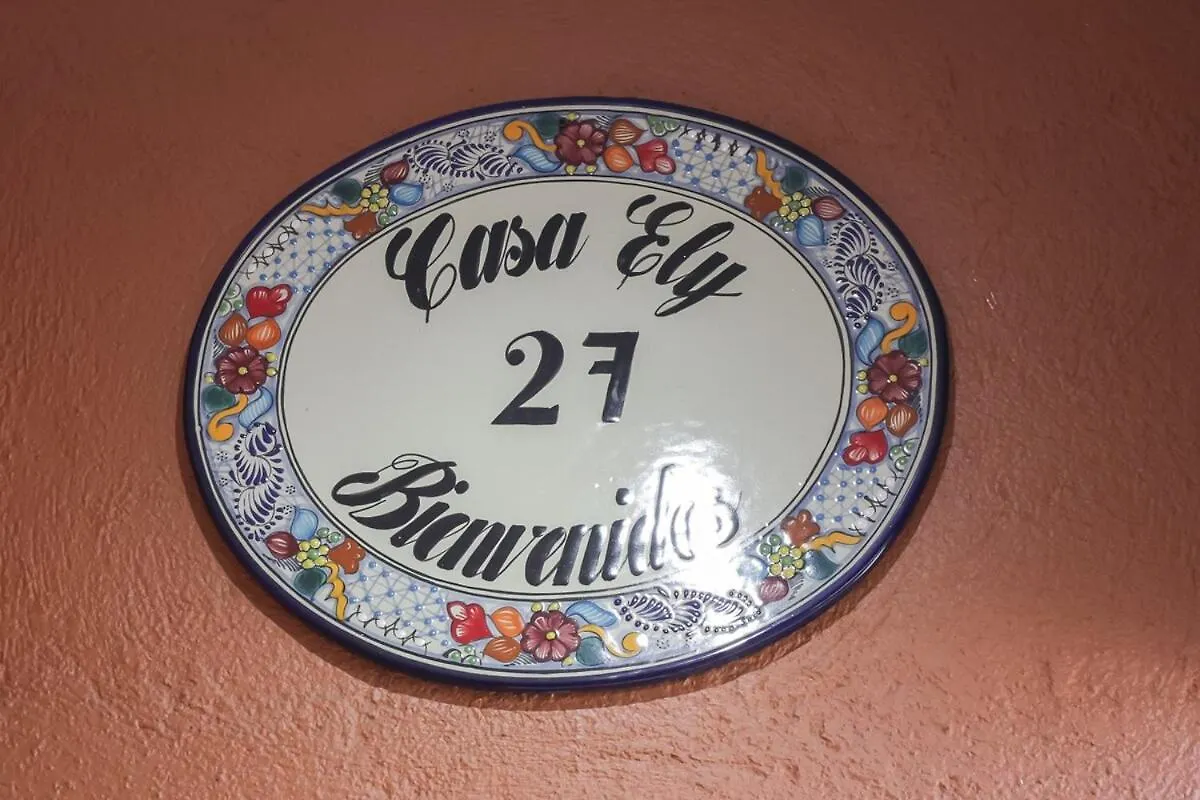 Casa Ely
27
Bienvenidos